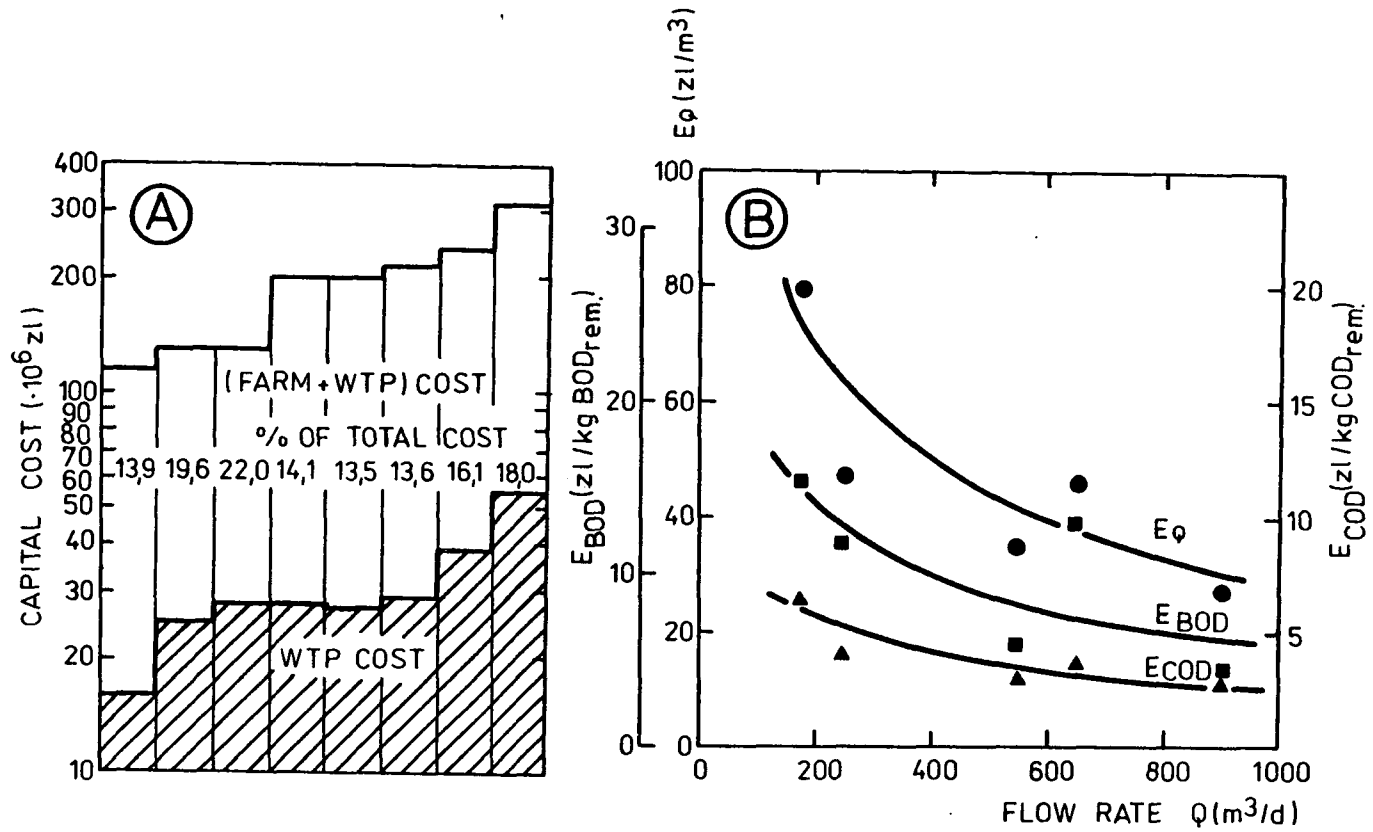 A
400
300
200
100
90
80
70
60
50
40
30
20
10
CAPITAL COST (·10⁶ zl)
(FARM + WTP) COST
% OF TOTAL COST
13,9 19,6 22,0 14,1 13,5 13,6 16,1 18,0
WTP COST
B
EQ (zl/m³)
100
80
60
40
20
0
EBOD (zl/kg BODrem.)
30
20
10
0
ECOD (zl/kg CODrem.)
20
15
10
5
0
EQ
EBOD
ECOD
0 200 400 600 800 1000
FLOW RATE Q (m³/d)